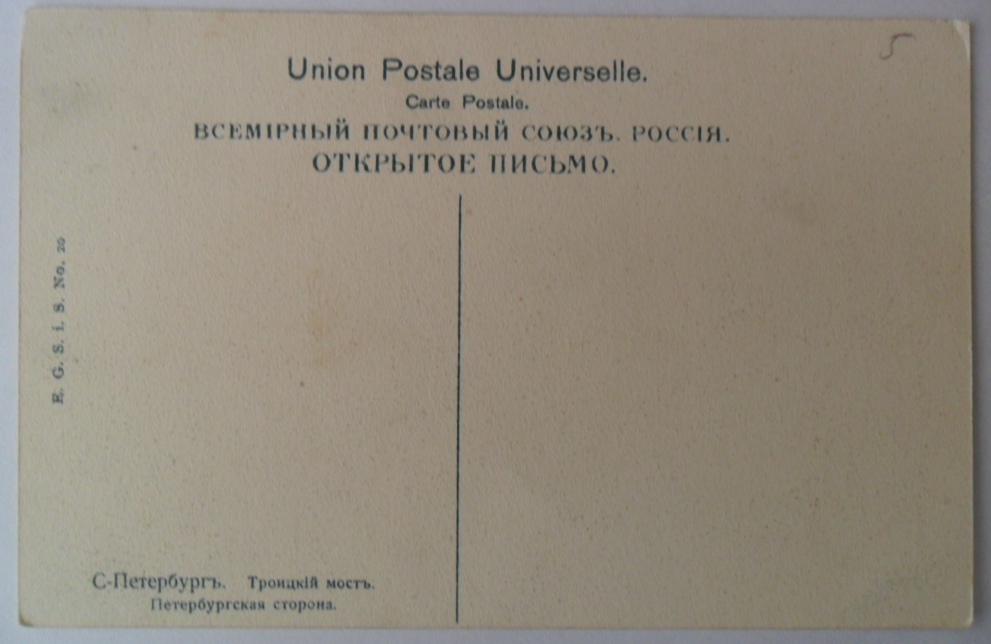 5
Union Postale Universelle.
Carte Postale.
ВСЕМІРНЫЙ ПОЧТОВЫЙ СОЮЗЪ. РОССІЯ.
ОТКРЫТОЕ ПИСЬМО.
E. G. S. i. S. No. 20
С-Петербургъ. Троицкій мостъ.
Петербургская сторона.